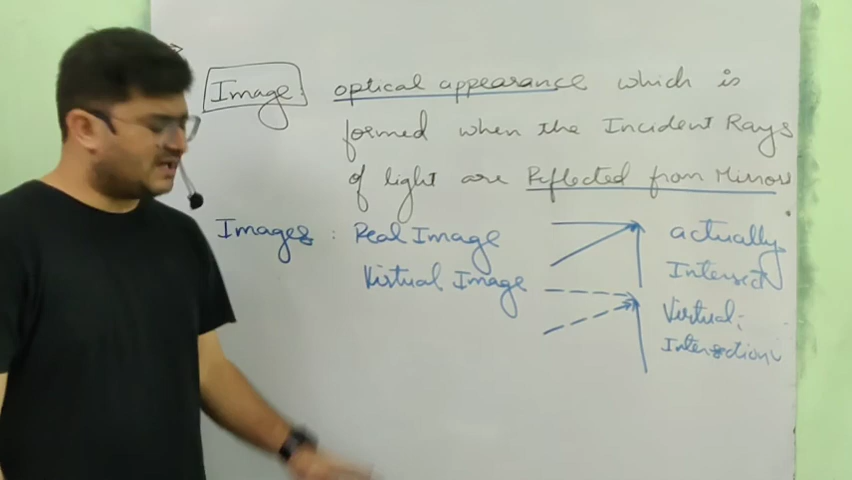 Image: optical appearance which is
formed when the Incident Rays
of light are Reflected from Mirror
Images : Real Image actually
Intersect
Virtual Image Virtual:
Intersection